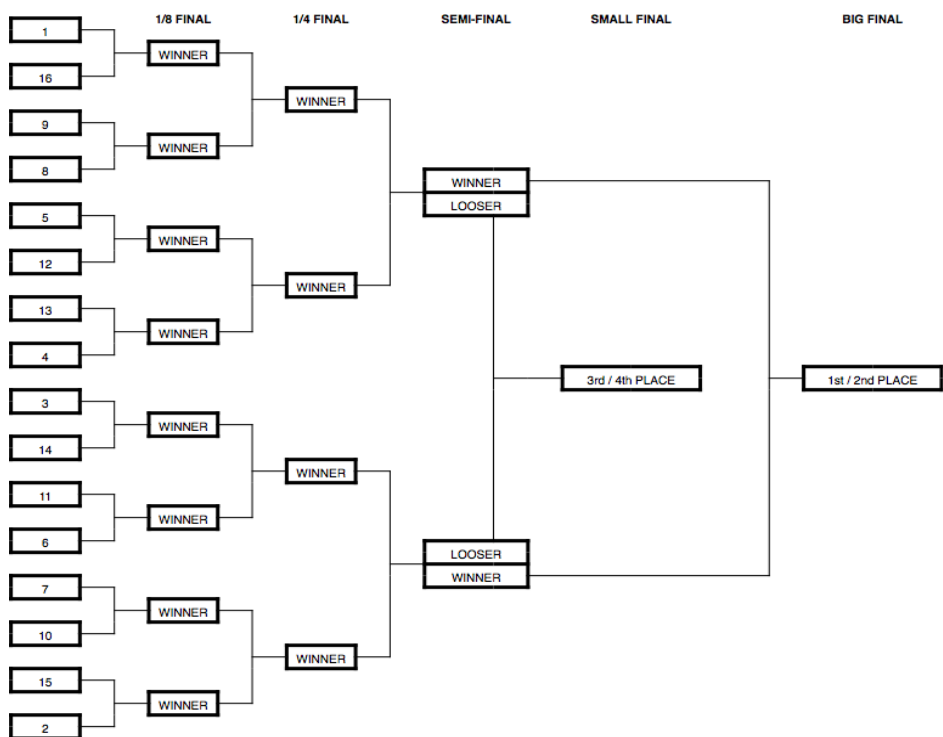 1/8 FINAL 1/4 FINAL SEMI-FINAL SMALL FINAL BIG FINAL
1
WINNER
16
WINNER
9
WINNER
8
WINNER
LOOSER
5
WINNER
12
WINNER
13
WINNER
4
3rd / 4th PLACE 1st / 2nd PLACE
3
WINNER
14
WINNER
11
WINNER
6
LOOSER
WINNER
7
WINNER
10
WINNER
15
WINNER
2